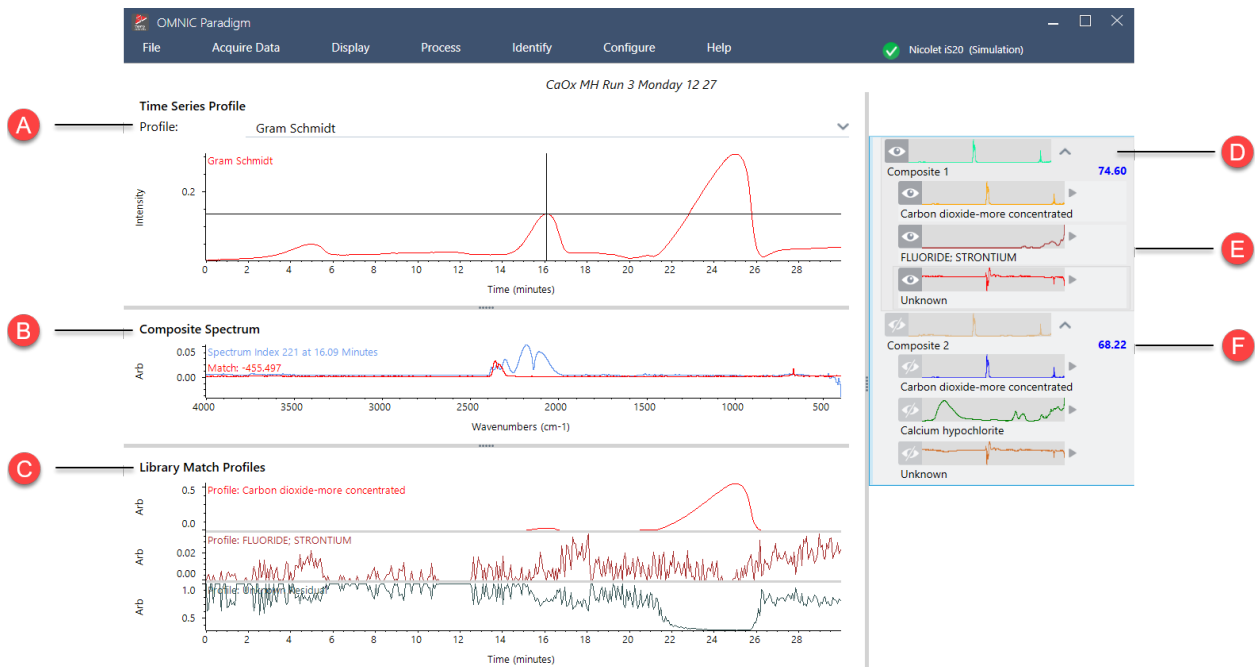 OMNIC Paradigm
File Acquire Data Display Process Identify Configure Help Nicolet iS20 (Simulation)
CaOx MH Run 3 Monday 12 27
Time Series Profile
A
Profile: Gram Schmidt
Gram Schmidt
Intensity
0.2
0 2 4 6 8 10 12 14 16 18 20 22 24 26 28
Time (minutes)
B
Composite Spectrum
Arb
0.05
0.00
Spectrum Index 221 at 16.09 Minutes
Match: -455.497
4000 3500 3000 2500 2000 1500 1000 500
Wavenumbers (cm-1)
C
Library Match Profiles
Arb
0.5
0.0
Profile: Carbon dioxide-more concentrated
Arb
0.02
0.00
Profile: FLUORIDE; STRONTIUM
Arb
1.0
0.5
Profile: Unknown Residual
0 2 4 6 8 10 12 14 16 18 20 22 24 26 28
Time (minutes)
D
Composite 1 74.60
Carbon dioxide-more concentrated
E
FLUORIDE; STRONTIUM
Unknown
Composite 2 68.22
F
Carbon dioxide-more concentrated
Calcium hypochlorite
Unknown